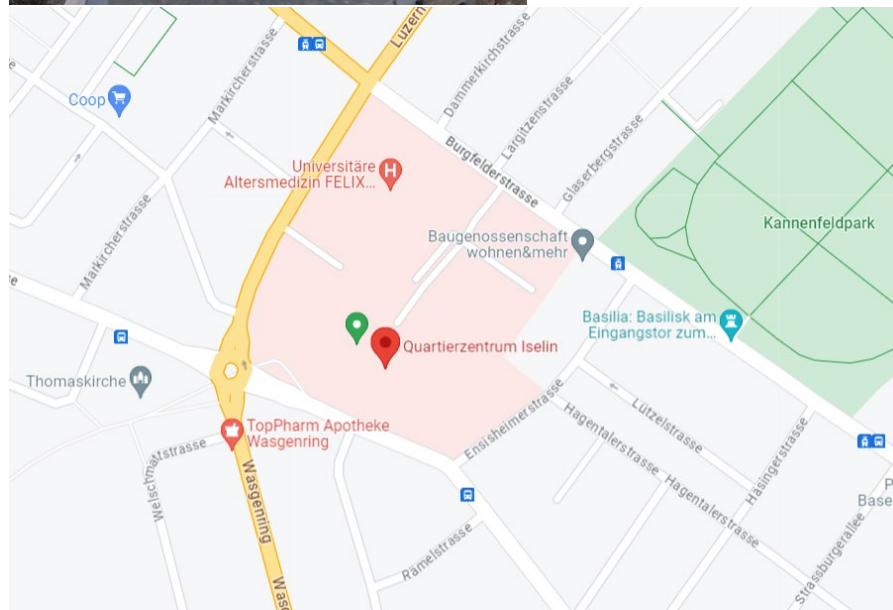 Luzern
Markircherstrasse
Dammerkirchstrasse
Coop
Largitzenstrasse
Burgfelderstrasse
Glaserbergstrasse
Universitäre
Altersmedizin FELIX...
H
Markircherstrasse
Baugenossenschaft
wohnen&mehr
Kannenfeldpark
Basilia: Basilisk am
Eingangstor zum...
Quartierzentrum Iselin
Thomaskirche
TopPharm Apotheke
Wasgenring
Ensisheimerstrasse
Lützelstrasse
Hagentalerstrasse
Hagentalerstrasse
Häsingerstrasse
Welschmattstrasse
Wasgenring
P
Base
Rämelstrasse
Strassburgerallee